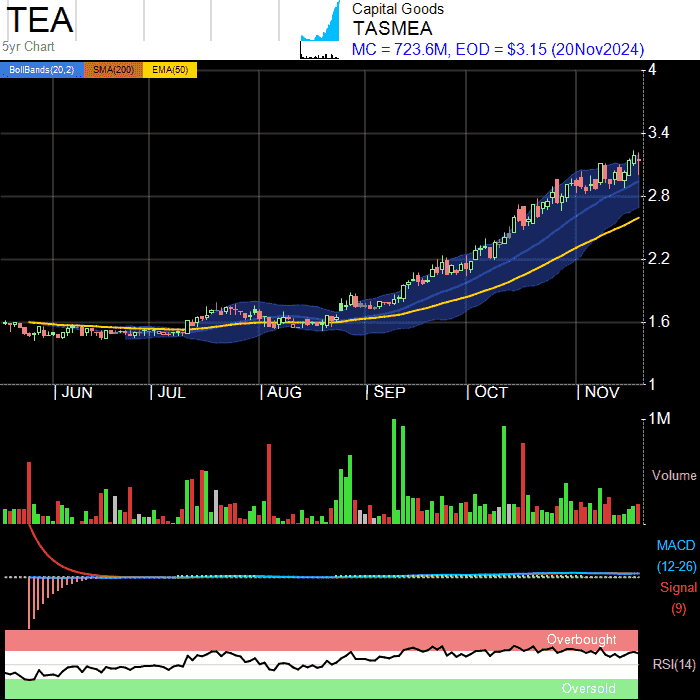 TEA
5yr Chart
Capital Goods
TASMEA
MC = 723.6M, EOD = $3.15 (20Nov2024)
BollBands(20,2) SMA(200) EMA(50)
4
3.4
2.8
2.2
1.6
1
JUN JUL AUG SEP OCT NOV
1M
Volume
MACD
(12-26)
Signal
(9)
Overbought
RSI(14)
Oversold